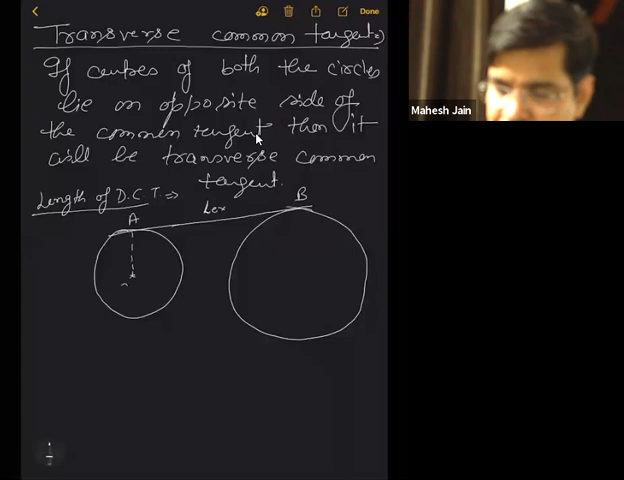 Done
Transverse common tangent⇒
If centres of both the circles
lie on opposite side of
the common tangent then it
will be transverse common
tangent.
Length of D.C.T. ⇒
A
Lex
B
Mahesh Jain